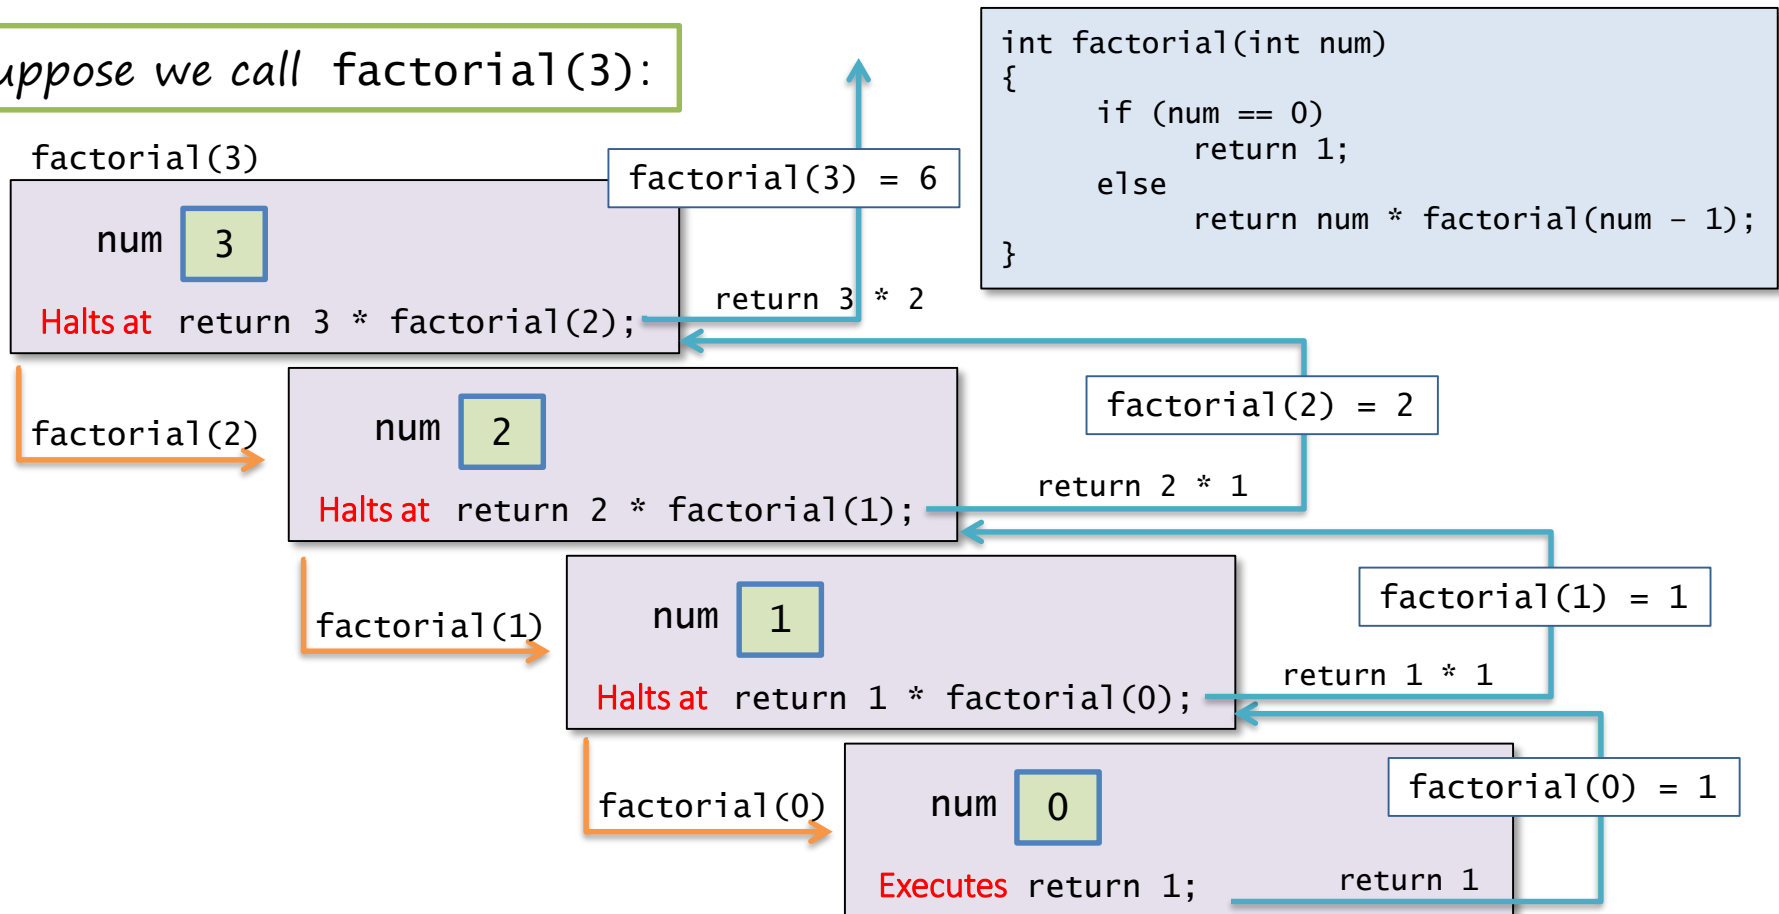 uppose we call factorial(3):
int factorial(int num)
{
if (num == 0)
return 1;
else
return num * factorial(num – 1);
}
factorial(3)
num 3
Halts at return 3 * factorial(2);
factorial(3) = 6
return 3 * 2
factorial(2)
num 2
Halts at return 2 * factorial(1);
factorial(2) = 2
return 2 * 1
factorial(1)
num 1
Halts at return 1 * factorial(0);
factorial(1) = 1
return 1 * 1
factorial(0)
num 0
Executes return 1;
factorial(0) = 1
return 1